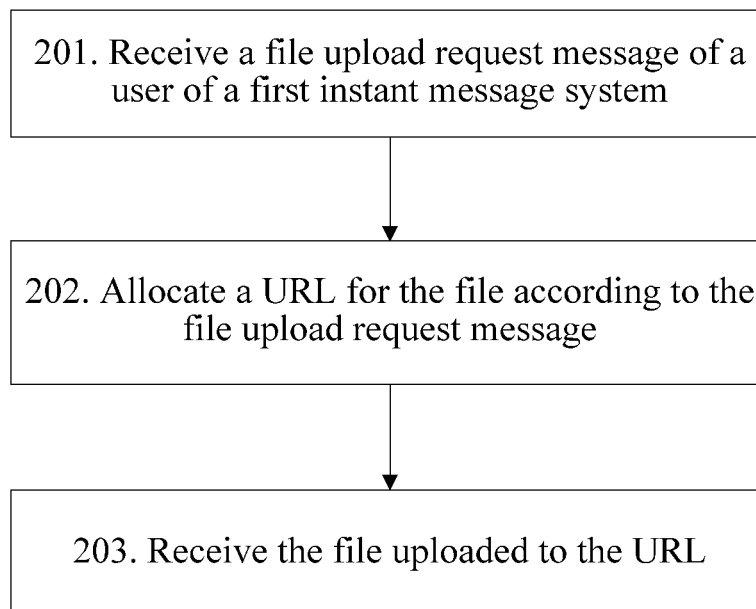 201. Receive a file upload request message of a
user of a first instant message system
202. Allocate a URL for the file according to the
file upload request message
203. Receive the file uploaded to the URL